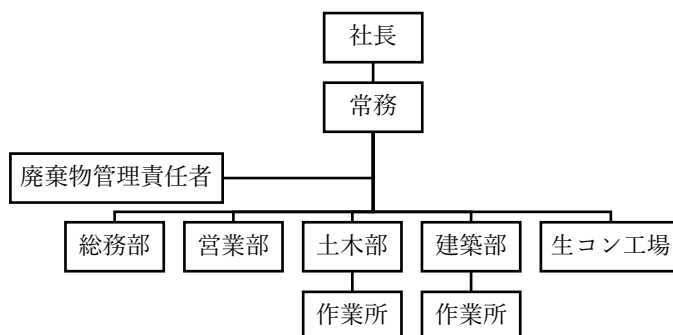 社長
常務
廃棄物管理責任者
総務部
営業部
土木部
建築部
生コン工場
作業所
作業所